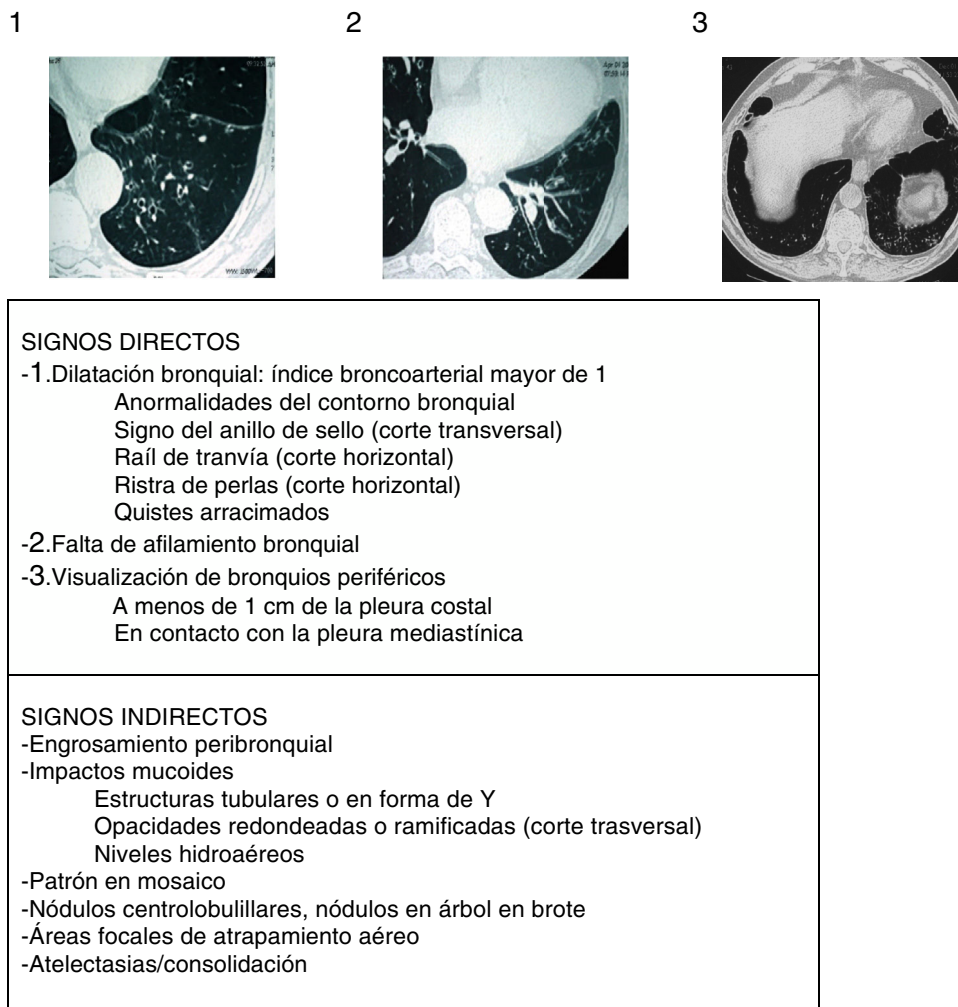 1 2 3
SIGNOS DIRECTOS
-1.Dilatación bronquial: índice broncoarterial mayor de 1
Anormalidades del contorno bronquial
Signo del anillo de sello (corte transversal)
Raíl de tranvía (corte horizontal)
Ristra de perlas (corte horizontal)
Quistes arracimados
-2.Falta de afilamiento bronquial
-3.Visualización de bronquios periféricos
A menos de 1 cm de la pleura costal
En contacto con la pleura mediastínica
SIGNOS INDIRECTOS
-Engrosamiento peribronquial
-Impactos mucoides
Estructuras tubulares o en forma de Y
Opacidades redondeadas o ramificadas (corte trasversal)
Niveles hidroaéreos
-Patrón en mosaico
-Nódulos centrolobulillares, nódulos en árbol en brote
-Áreas focales de atrapamiento aéreo
-Atelectasias/consolidación